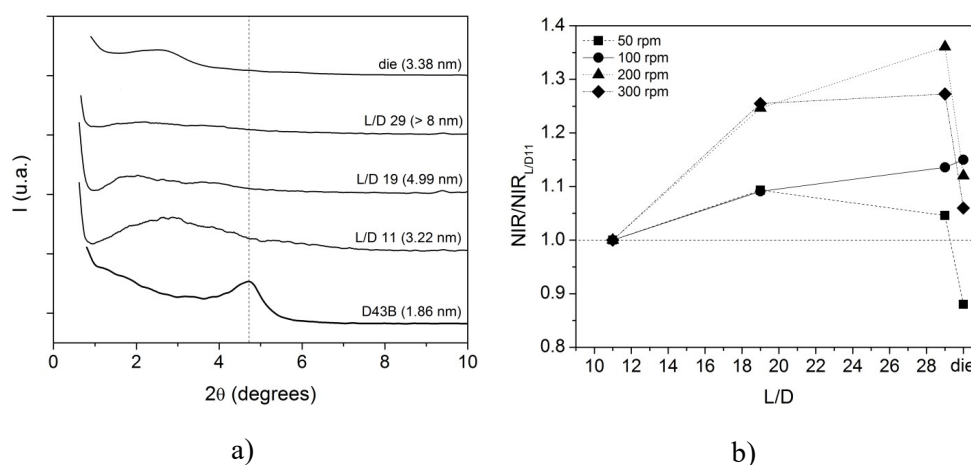 die (3.38 nm)
L/D 29 (> 8 nm)
L/D 19 (4.99 nm)
L/D 11 (3.22 nm)
D43B (1.86 nm)
I (u.a.)
0 2 4 6 8 10
2θ (degrees)
a)
50 rpm
100 rpm
200 rpm
300 rpm
1.4
1.3
1.2
1.1
1.0
0.9
0.8
NIR/NIR L/D11
10 12 14 16 18 20 22 24 26 28 die
L/D
b)